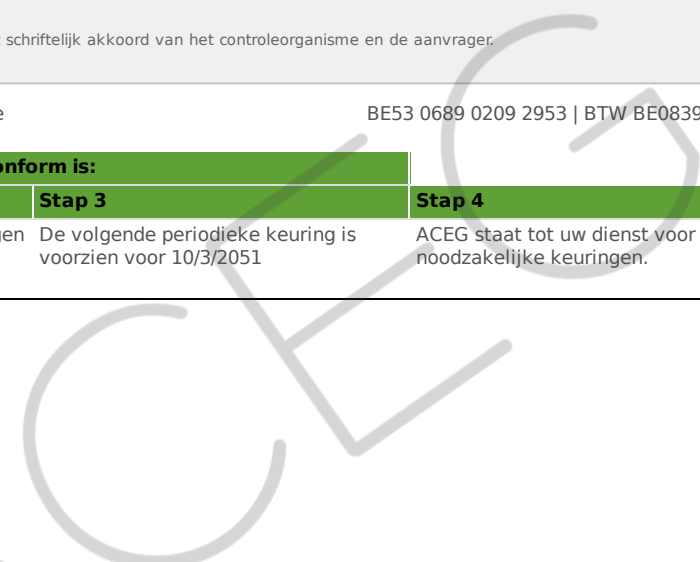 schriftelijk akkoord van het controleorganisme en de aanvrager.
BE53 0689 0209 2953 | BTW BE0839
onform is:
Stap 3 Stap 4
gen De volgende periodieke keuring is ACEG staat tot uw dienst voor
voorzien voor 10/3/2051 noodzakelijke keuringen.
CEG